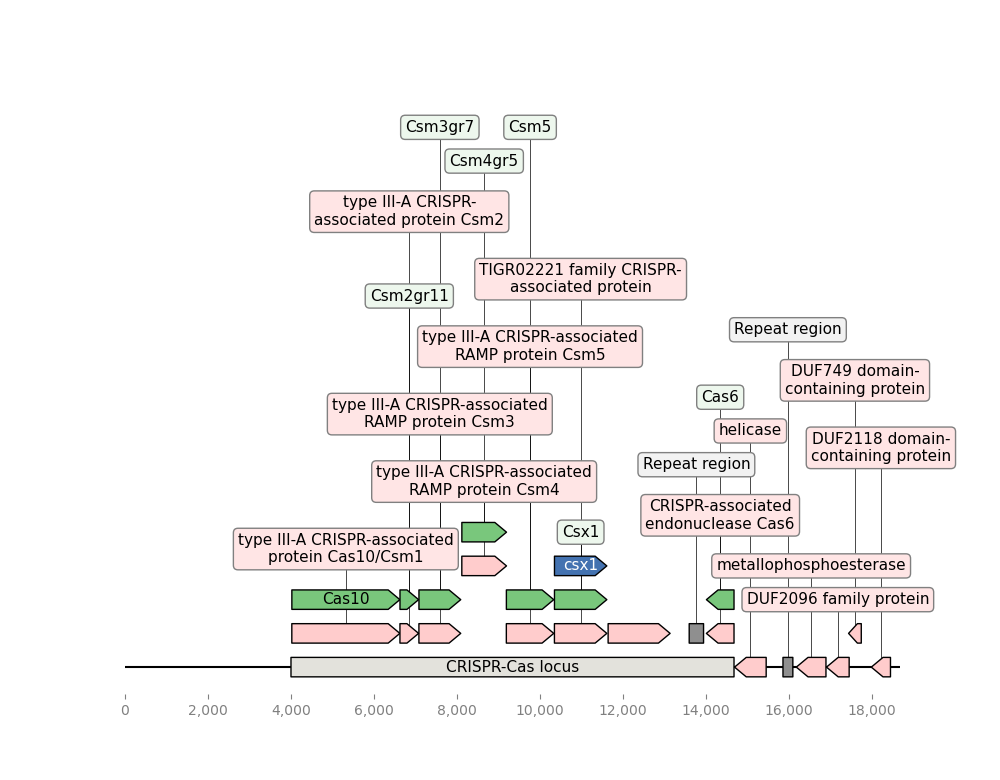 Csm3gr7
Csm5
Csm4gr5
type III-A CRISPR-
associated protein Csm2
TIGR02221 family CRISPR-
associated protein
Csm2gr11
Repeat region
type III-A CRISPR-associated
RAMP protein Csm5
DUF749 domain-
containing protein
Cas6
type III-A CRISPR-associated
RAMP protein Csm3
helicase
DUF2118 domain-
containing protein
Repeat region
type III-A CRISPR-associated
RAMP protein Csm4
CRISPR-associated
endonuclease Cas6
Csx1
type III-A CRISPR-associated
protein Cas10/Csm1
csx1
metallophosphoesterase
Cas10
DUF2096 family protein
CRISPR-Cas locus
0 2,000 4,000 6,000 8,000 10,000 12,000 14,000 16,000 18,000